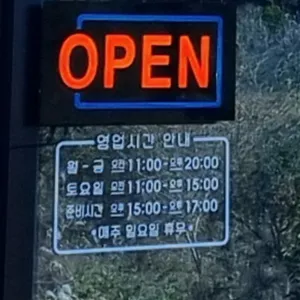 OPEN
영업시간 안내
월-금 오전 11:00-오후 20:00
토요일 오전 11:00-오후 15:00
준비시간 오후 15:00-오후 17:00
*매주 일요일 휴무*